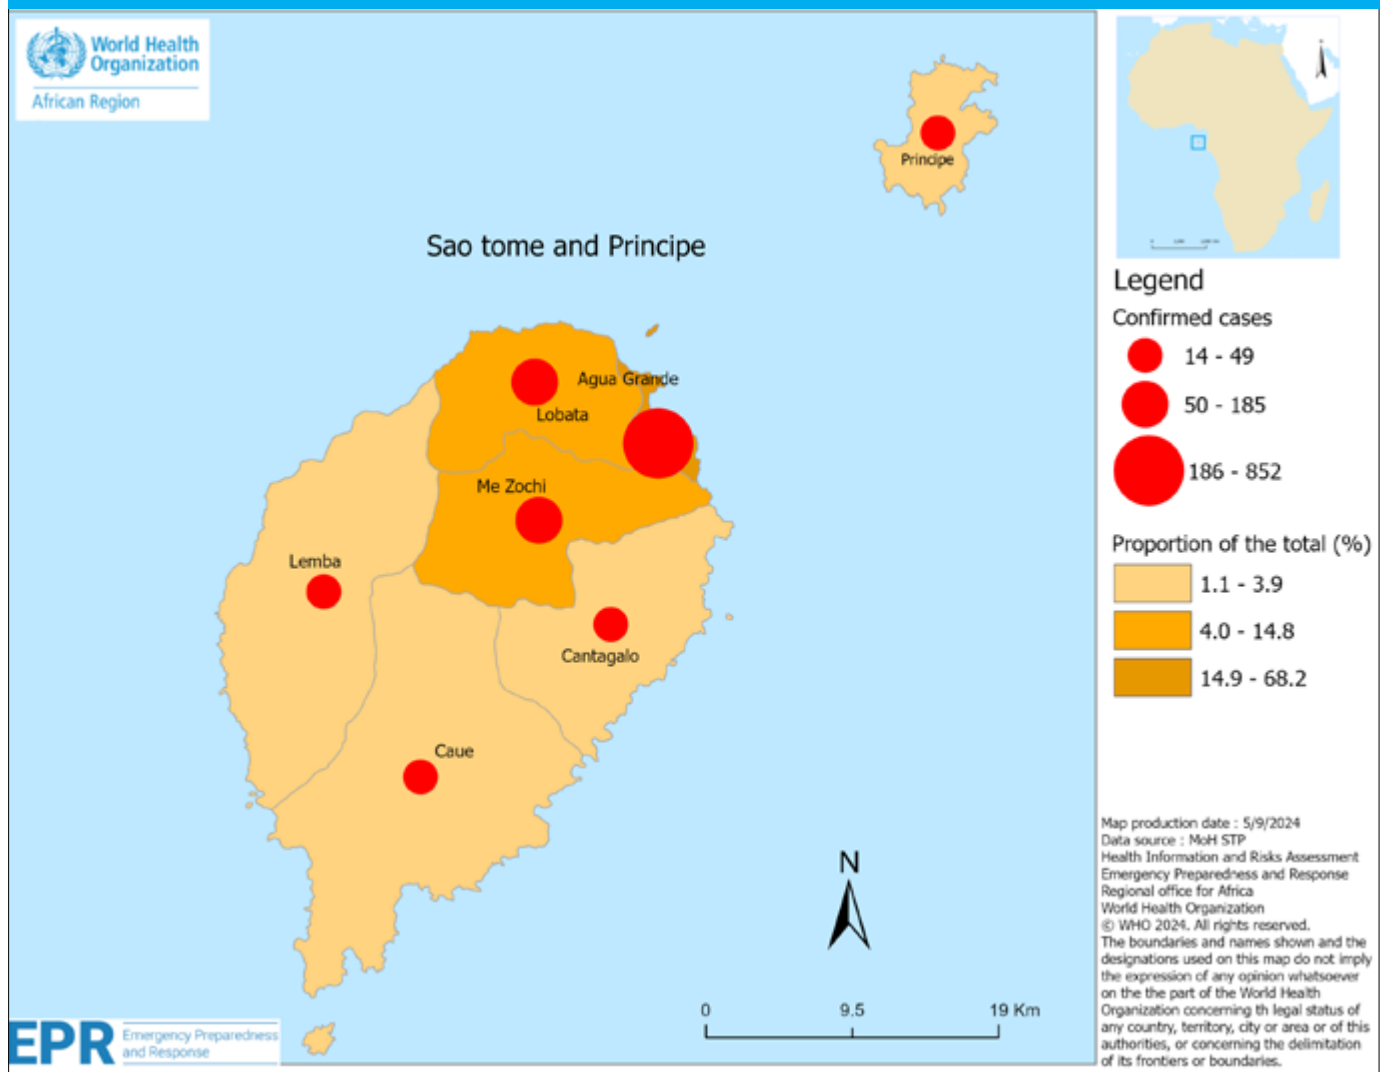 World Health
Organization
African Region
Principe
Sao tome and Principe
Agua Grande
Lobata
Me Zochi
Lemba
Cantagalo
Caue
N
0 9.5 19 Km
EPR
Emergency Preparedness
and Response
Legend
Confirmed cases
14 - 49
50 - 185
186 - 852
Proportion of the total (%)
1.1 - 3.9
4.0 - 14.8
14.9 - 68.2
Map production date : 5/9/2024
Data source : MoH STP
Health Information and Risks Assessment
Emergency Preparedness and Response
Regional office for Africa
World Health Organization
© WHO 2024. All rights reserved.
The boundaries and names shown and the
designations used on this map do not imply
the expression of any opinion whatsoever
on the the part of the World Health
Organization concerning th legal status of
any country, territory, city or area or of this
authorities, or concerning the delimitation
of its frontiers or boundaries.